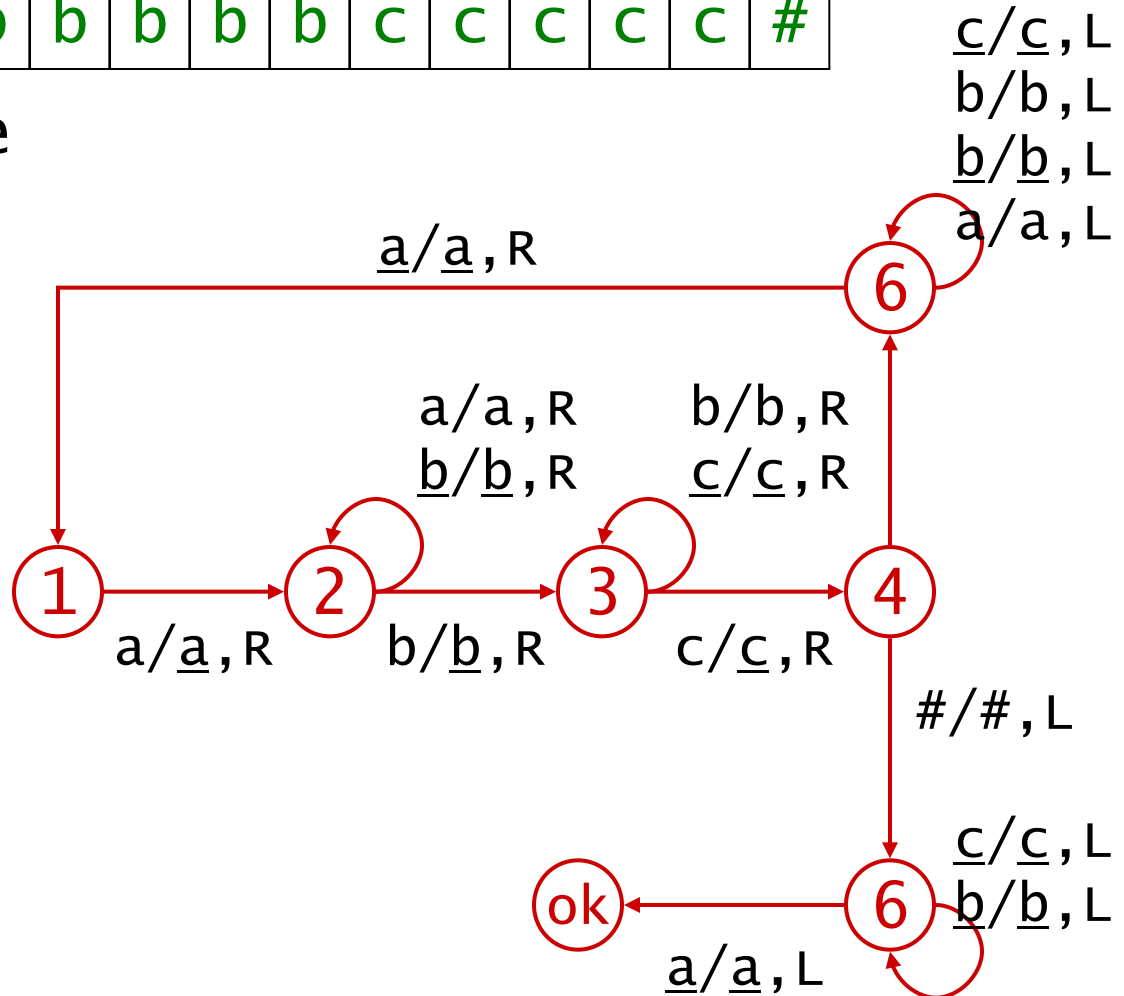 b b b b c c c c c #
e
c̲/c̲,L
b/b,L
b̲/b̲,L
a/a,L
a̲/a̲,R
6
a/a,R
b̲/b̲,R
b/b,R
c̲/c̲,R
1
2
3
4
a/a̲,R
b/b̲,R
c/c̲,R
#/#,L
c̲/c̲,L
b̲/b̲,L
ok
6
a̲/a̲,L